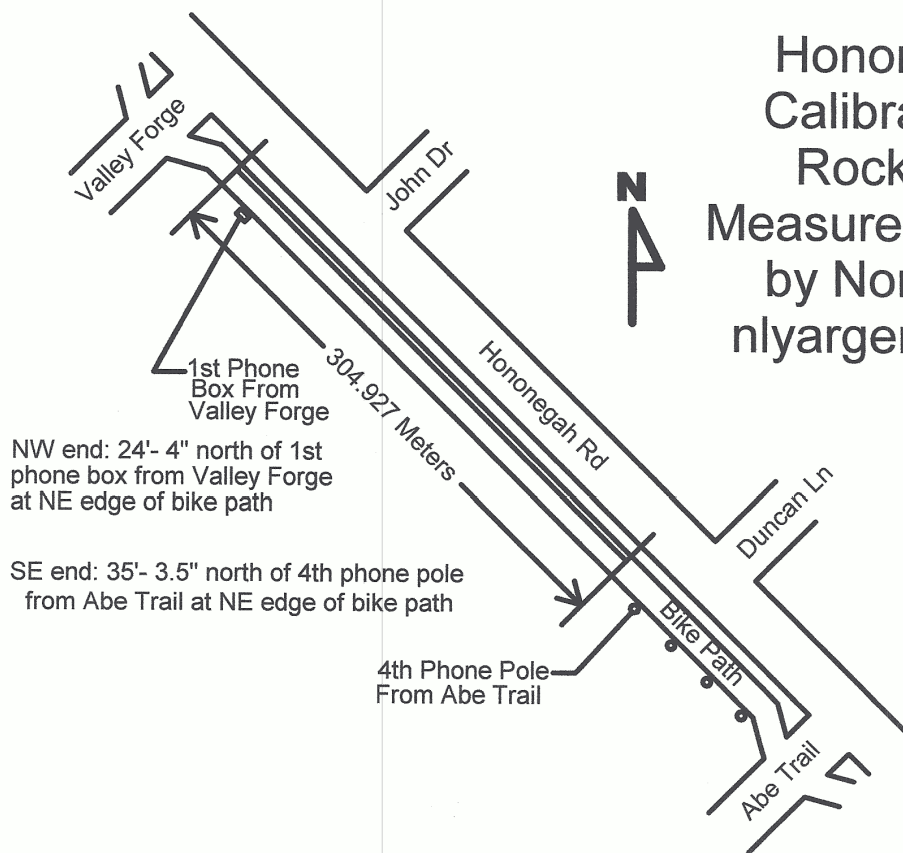 Honor
Calibra
Rock
Measure
by Nor
nlyarger
N
Valley Forge
John Dr
Hononegah Rd
Duncan Ln
304.927 Meters
1st Phone
Box From
Valley Forge
NW end: 24'- 4" north of 1st
phone box from Valley Forge
at NE edge of bike path
SE end: 35'- 3.5" north of 4th phone pole
from Abe Trail at NE edge of bike path
4th Phone Pole
From Abe Trail
Bike Path
Abe Trail